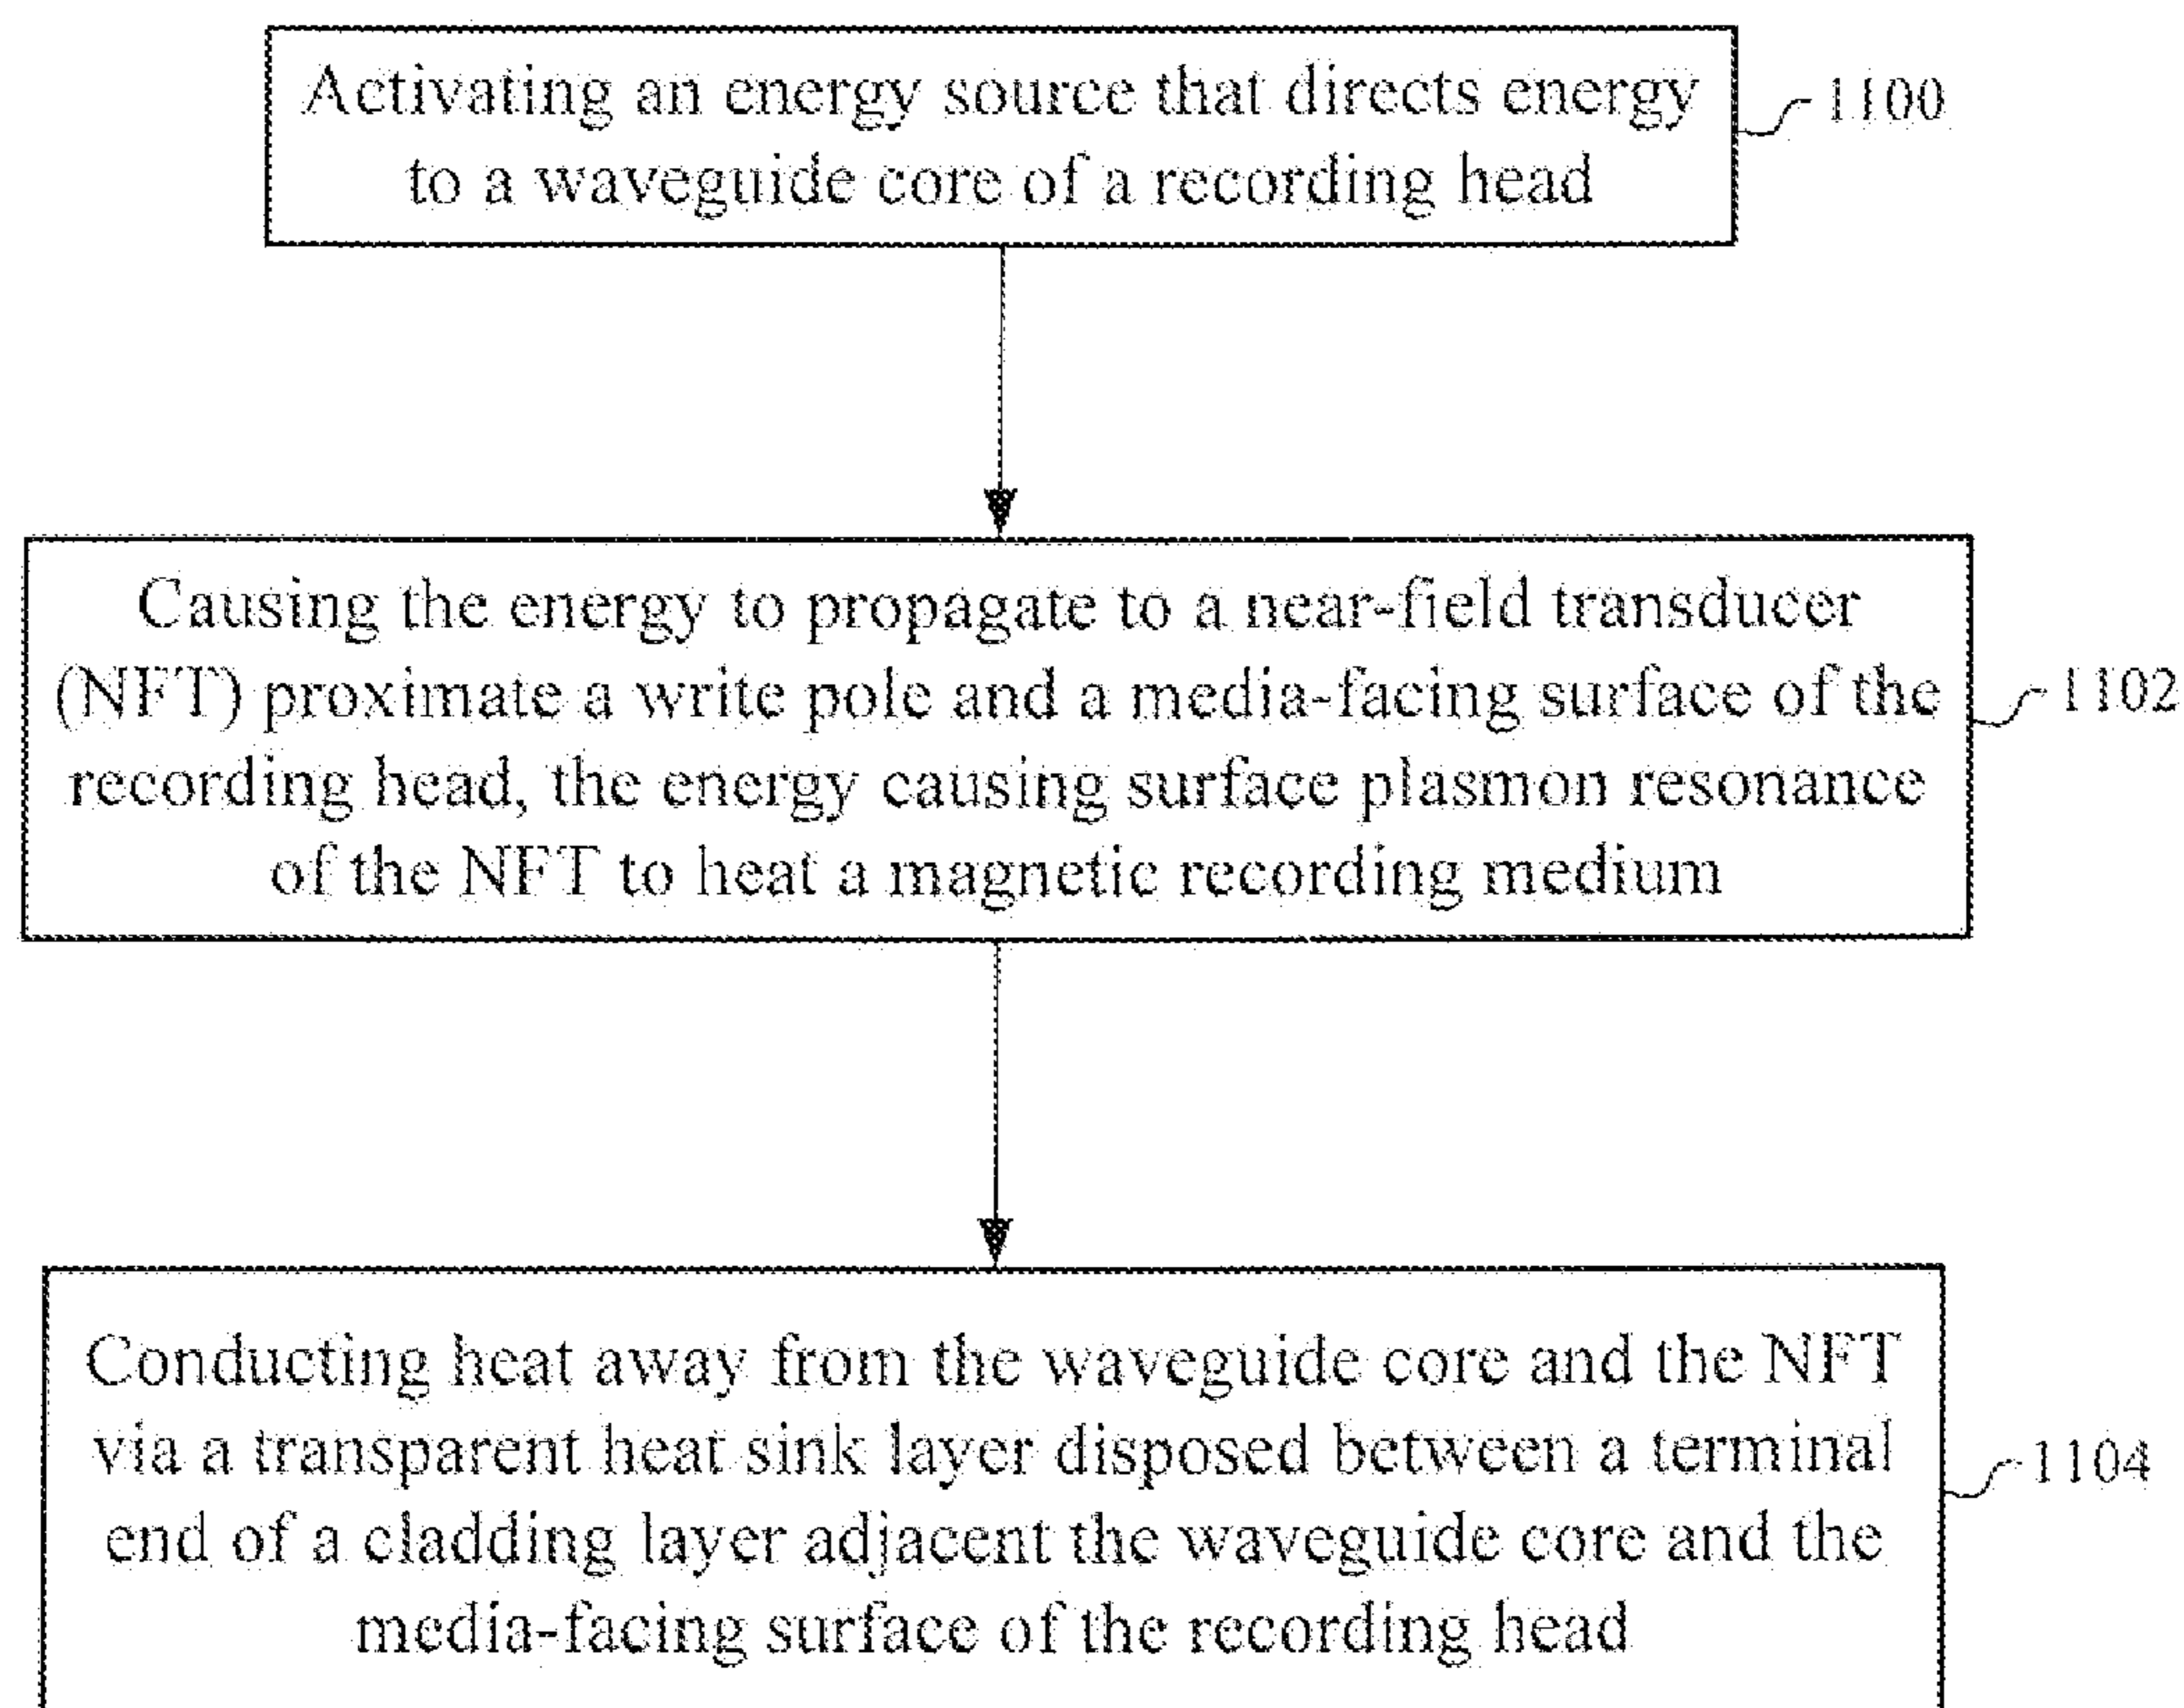 Activating an energy source that directs energy
to a waveguide core of a recording head
1100
Causing the energy to propagate to a near-field transducer
(NFT) proximate a write pole and a media-facing surface of the
recording head, the energy causing surface plasmon resonance
of the NFT to heat a magnetic recording medium
1102
Conducting heat away from the waveguide core and the NFT
via a transparent heat sink layer disposed between a terminal
end of a cladding layer adjacent the waveguide core and the
media-facing surface of the recording head
1104